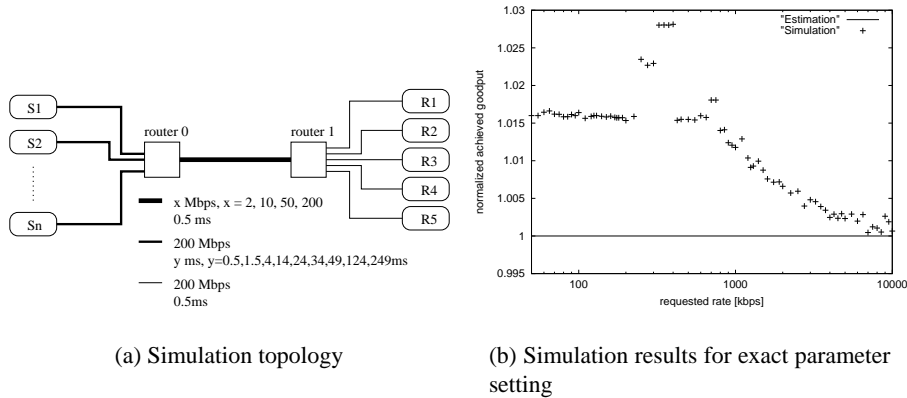 S1
S2
Sn
router 0
router 1
R1
R2
R3
R4
R5
x Mbps, x = 2, 10, 50, 200
0.5 ms
200 Mbps
y ms, y=0.5,1.5,4,14,24,34,49,124,249ms
200 Mbps
0.5ms
(a) Simulation topology
1.03
1.025
1.02
1.015
1.01
1.005
1
0.995
normalized achieved goodput
"Estimation"
"Simulation"
100
1000
10000
requested rate [kbps]
(b) Simulation results for exact parameter
setting